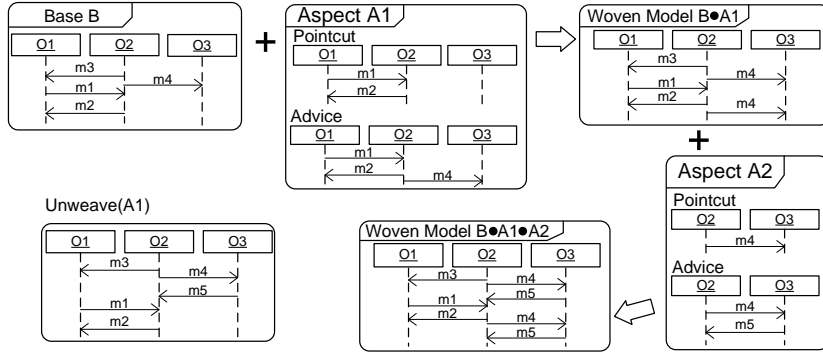 Base B
O1 O2 O3
m3
m4
m1
m2
+
Aspect A1
Pointcut
O1 O2 O3
m1
m2
Advice
O1 O2 O3
m1
m2
m4
Woven Model B●A1
O1 O2 O3
m3
m4
m1
m2
m4
+
Aspect A2
Pointcut
O2 O3
m4
Advice
O2 O3
m4
m5
Woven Model B●A1●A2
O1 O2 O3
m3
m4
m5
m1
m2
m4
m5
Unweave(A1)
O1 O2 O3
m3
m4
m5
m1
m2